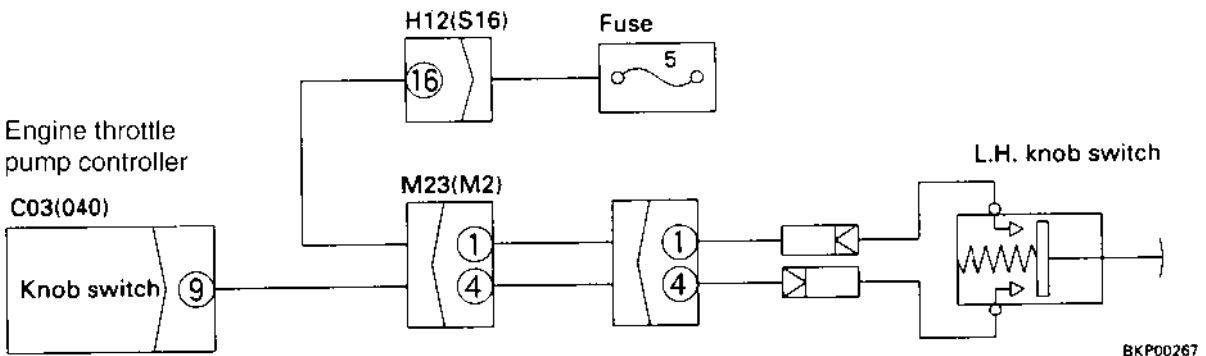 H12(S16)
Fuse
16
5
Engine throttle
pump controller
L.H. knob switch
C03(040)
M23(M2)
Knob switch
9
1
4
1
4
BKP00267